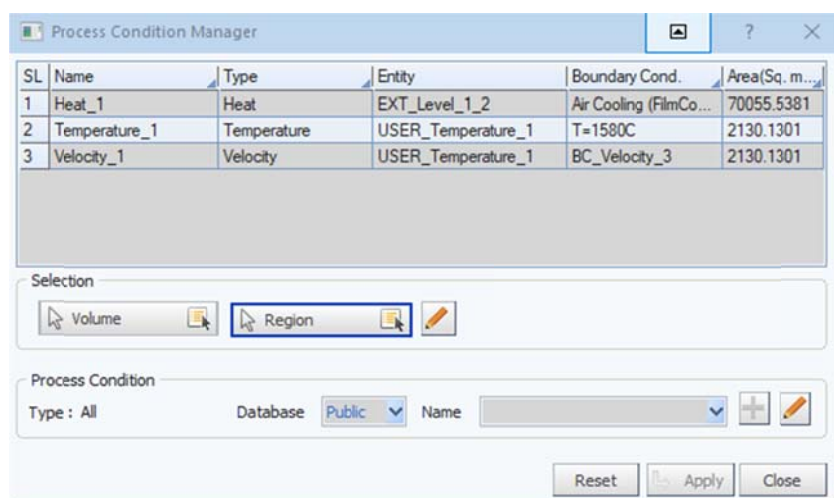 Process Condition Manager ?
SL Name Type Entity Boundary Cond. Area(Sq. m...
1 Heat_1 Heat EXT_Level_1_2 Air Cooling (FilmCo... 70055.5381
2 Temperature_1 Temperature USER_Temperature_1 T=1580C 2130.1301
3 Velocity_1 Velocity USER_Temperature_1 BC_Velocity_3 2130.1301
Selection
Volume Region
Process Condition
Type : All Database Public Name
Reset Apply Close